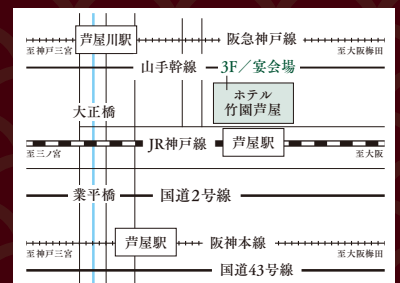 芦屋川駅
阪急神戸線
至神戸三宮
至大阪梅田
山手幹線
3F／宴会場
ホテル
竹園芦屋
大正橋
JR神戸線
芦屋駅
至三ノ宮
至大阪
業平橋
国道2号線
芦屋駅
阪神本線
至神戸三宮
至大阪梅田
国道43号線